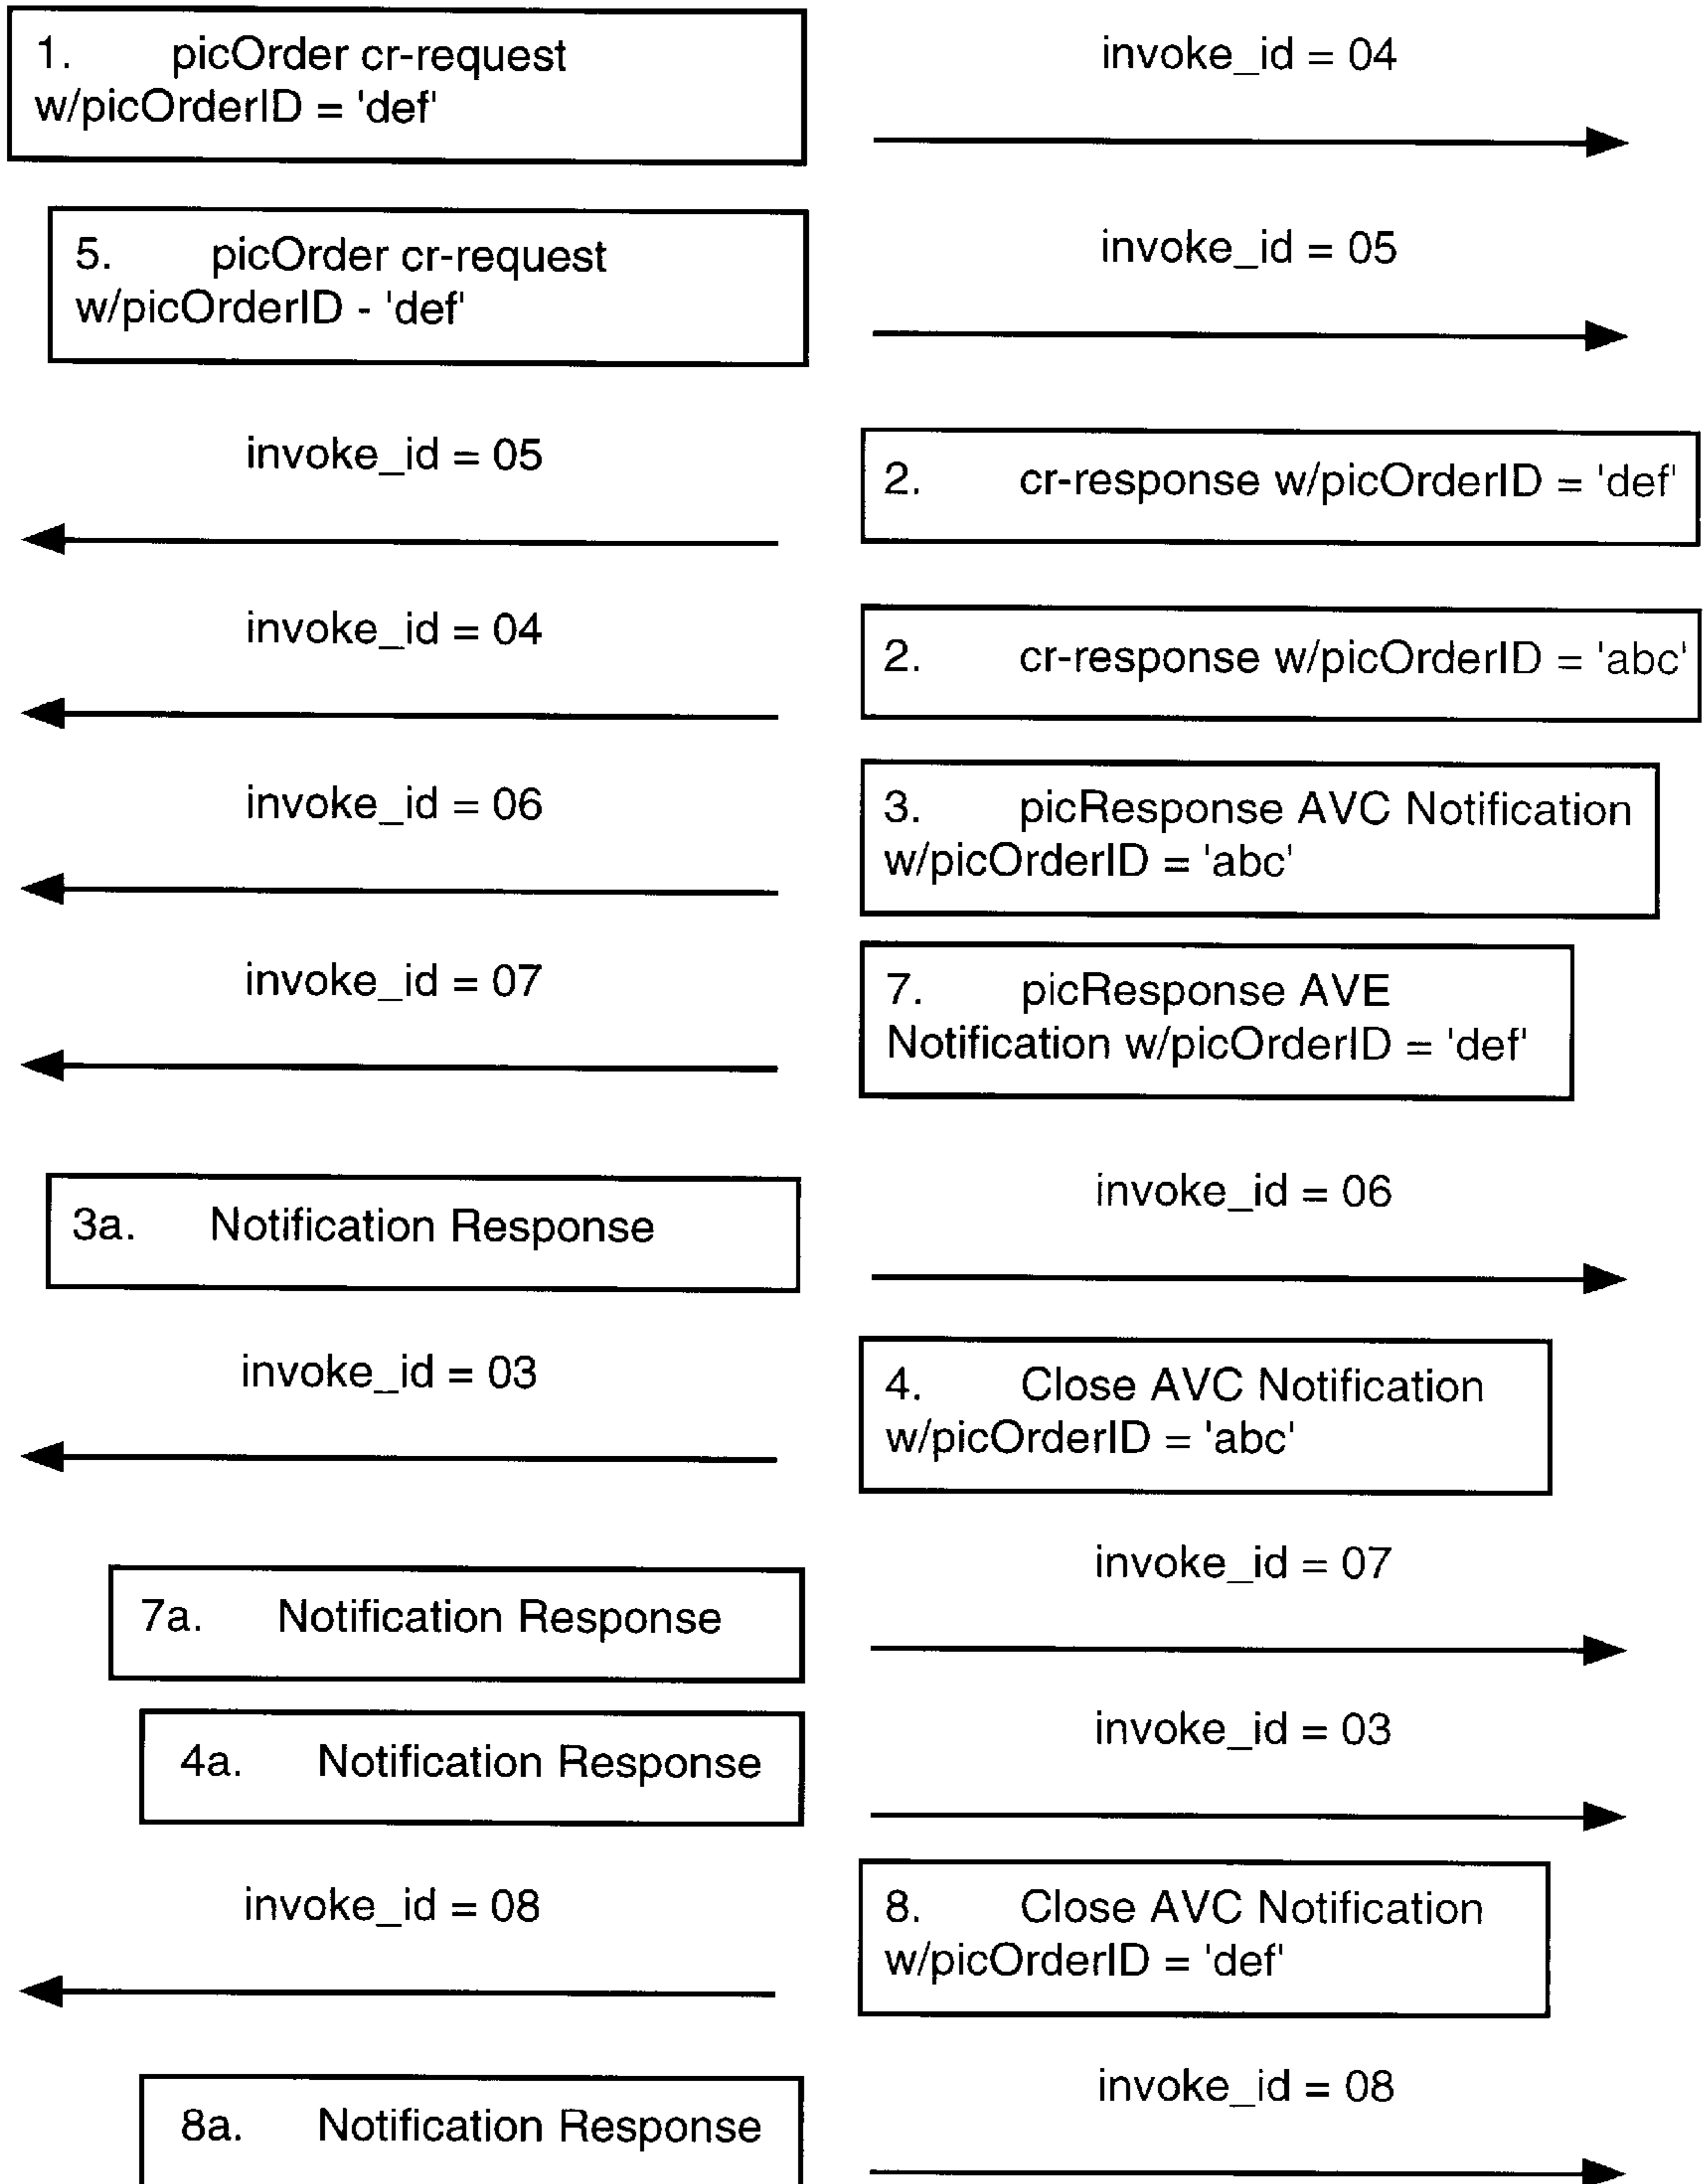 1. picOrder cr-request
w/picOrderID = 'def'
invoke_id = 04
5. picOrder cr-request
w/picOrderID - 'def'
invoke_id = 05
invoke_id = 05
2. cr-response w/picOrderID = 'def'
invoke_id = 04
2. cr-response w/picOrderID = 'abc'
invoke_id = 06
3. picResponse AVC Notification
w/picOrderID = 'abc'
invoke_id = 07
7. picResponse AVE
Notification w/picOrderID = 'def'
3a. Notification Response
invoke_id = 06
invoke_id = 03
4. Close AVC Notification
w/picOrderID = 'abc'
7a. Notification Response
invoke_id = 07
4a. Notification Response
invoke_id = 03
invoke_id = 08
8. Close AVC Notification
w/picOrderID = 'def'
8a. Notification Response
invoke_id = 08